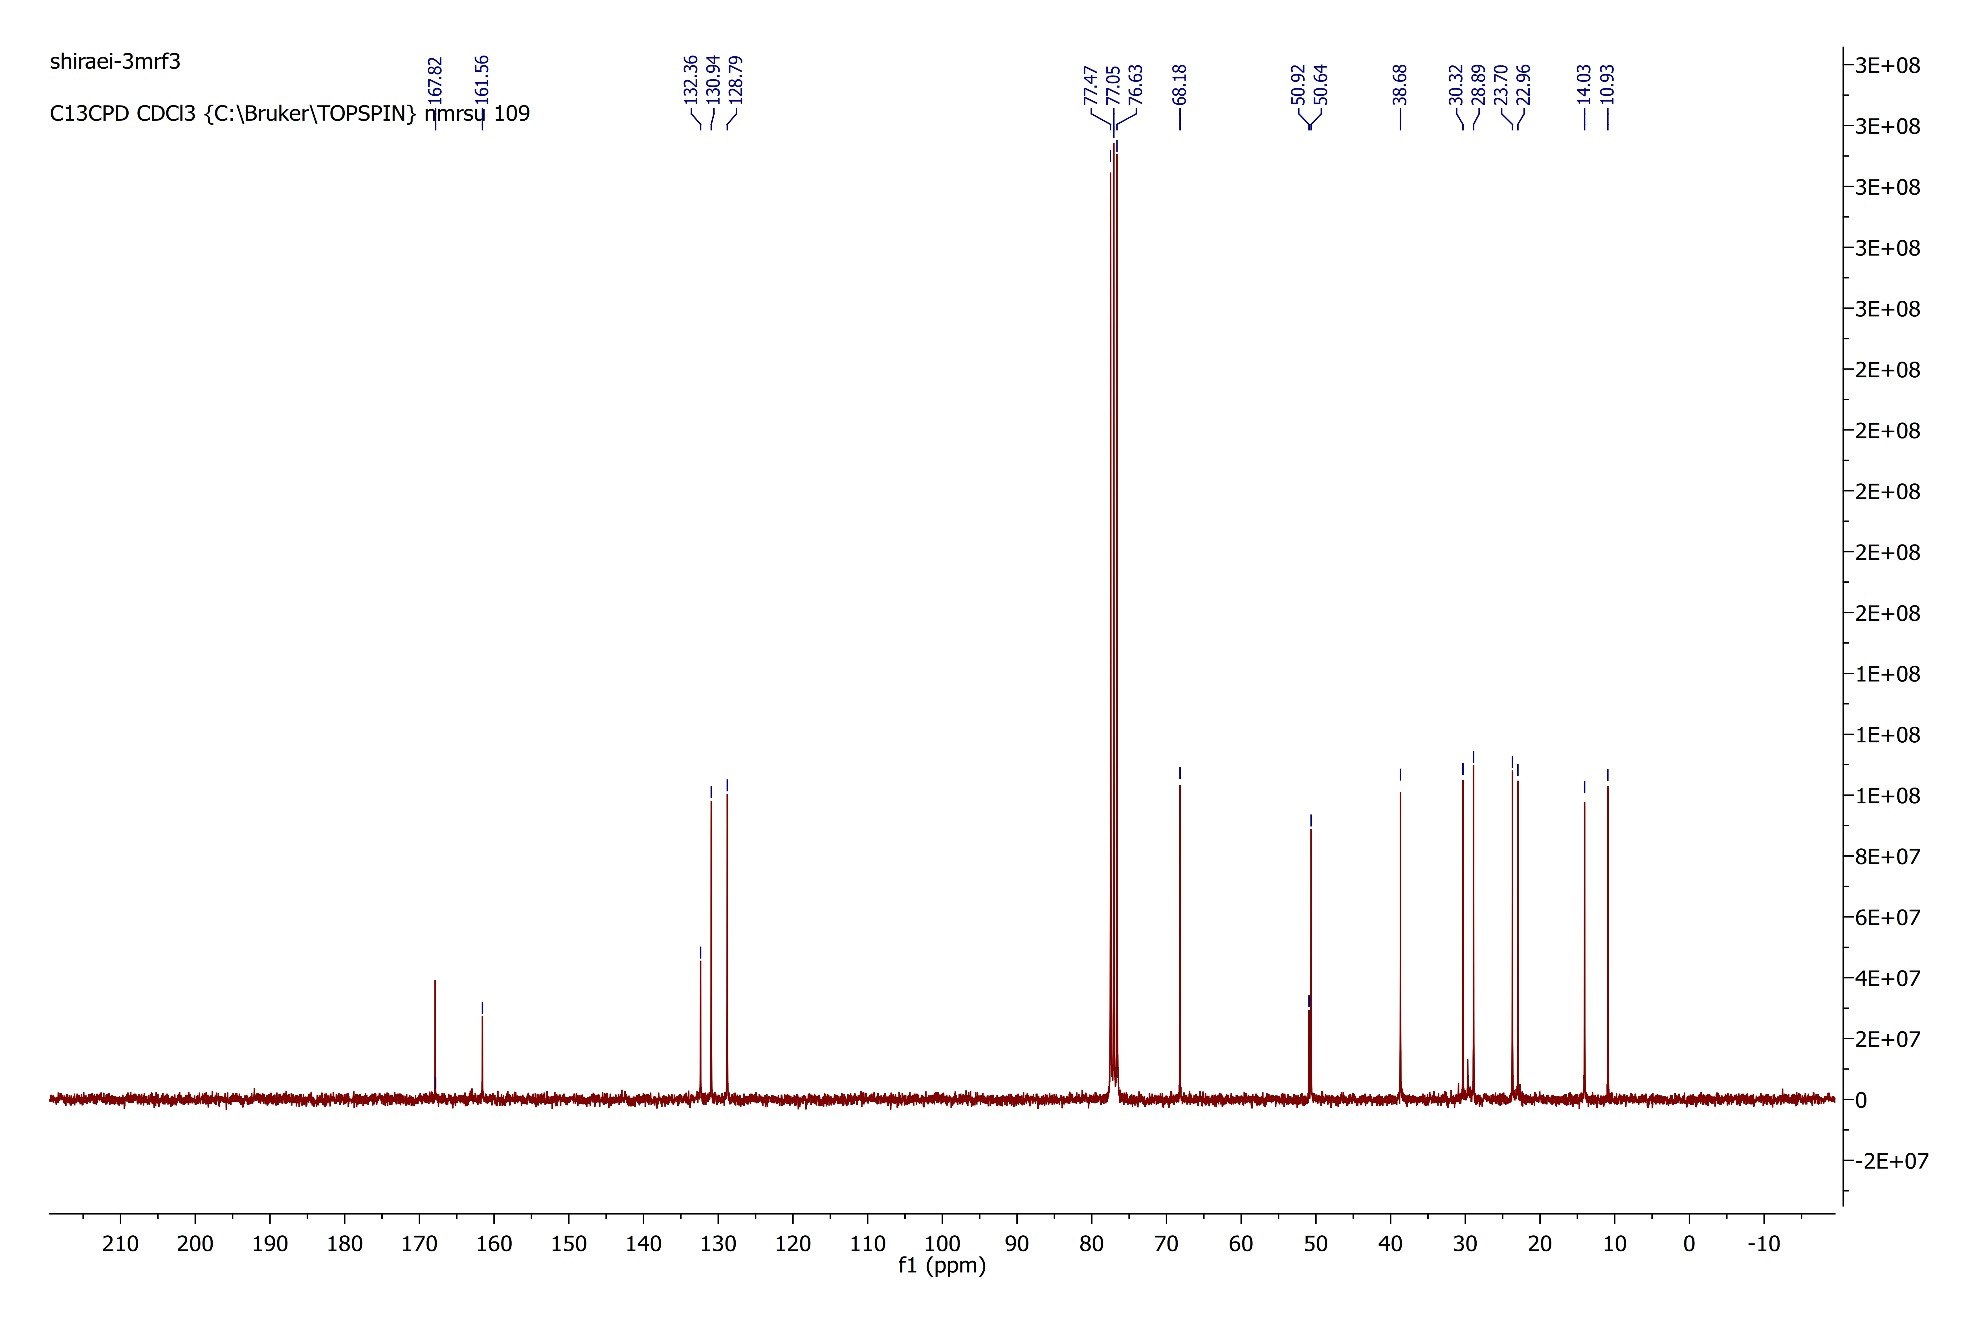 shiraei-3mrf3
C13CPD CDCl3 {C:\Bruker\TOPSPIN} nmrsu 109
167.82
161.56
132.36
130.94
128.79
77.47
77.05
76.63
68.18
50.92
50.64
38.68
30.32
28.89
23.70
22.96
14.03
10.93
3E+08
3E+08
3E+08
3E+08
3E+08
2E+08
2E+08
2E+08
2E+08
2E+08
1E+08
1E+08
1E+08
8E+07
6E+07
4E+07
2E+07
0
-2E+07
210 200 190 180 170 160 150 140 130 120 110 100 90 80 70 60 50 40 30 20 10 0 -10
f1 (ppm)